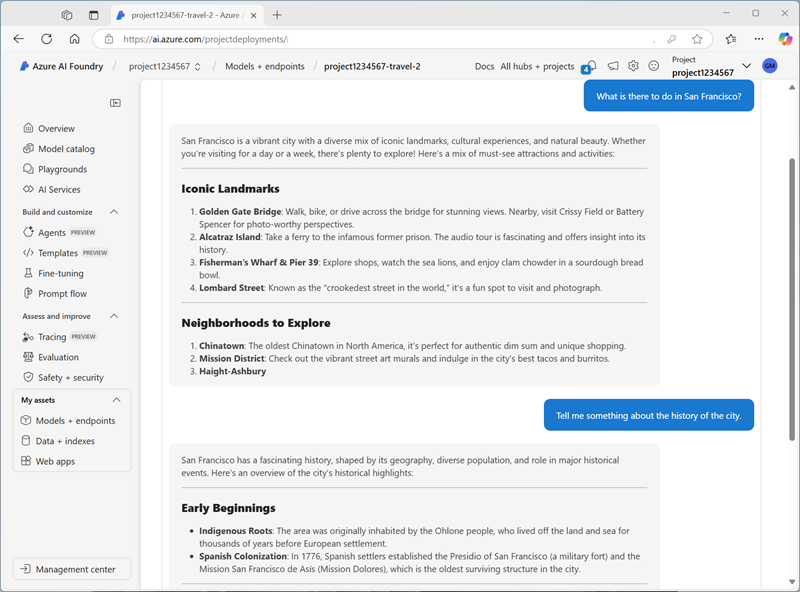 project1234567-travel-2 - Azure A
https://ai.azure.com/projectdeployments/
Azure AI Foundry / project1234567 / Models + endpoints / project1234567-travel-2
Docs All hubs + projects 4 Project
project1234567 GM
What is there to do in San Francisco?
San Francisco is a vibrant city with a diverse mix of iconic landmarks, cultural experiences, and natural beauty. Whether
you're visiting for a day or a week, there's plenty to explore! Here's a mix of must-see attractions and activities:
Iconic Landmarks
1. Golden Gate Bridge: Walk, bike, or drive across the bridge for stunning views. Nearby, visit Crissy Field or Battery
Spencer for photo-worthy perspectives.
2. Alcatraz Island: Take a ferry to the infamous former prison. The audio tour is fascinating and offers insight into its
history.
3. Fisherman's Wharf & Pier 39: Explore shops, watch the sea lions, and enjoy clam chowder in a sourdough bread
bowl.
4. Lombard Street: Known as the "crookedest street in the world," it's a fun spot to visit and photograph.
Neighborhoods to Explore
1. Chinatown: The oldest Chinatown in North America, it's perfect for authentic dim sum and unique shopping.
2. Mission District: Check out the vibrant street art murals and indulge in the city's best tacos and burritos.
3. Haight-Ashbury
Tell me something about the history of the city.
San Francisco has a fascinating history, shaped by its geography, diverse population, and role in major historical
events. Here's an overview of the city's historical highlights:
Early Beginnings
• Indigenous Roots: The area was originally inhabited by the Ohlone people, who lived off the land and sea for
thousands of years before European settlement.
• Spanish Colonization: In 1776, Spanish settlers established the Presidio of San Francisco (a military fort) and the
Mission San Francisco de Asís (Mission Dolores), which is the oldest surviving structure in the city.
Overview
Model catalog
Playgrounds
AI Services
Build and customize
Agents PREVIEW
Templates PREVIEW
Fine-tuning
Prompt flow
Assess and improve
Tracing PREVIEW
Evaluation
Safety + security
My assets
Models + endpoints
Data + indexes
Web apps
Management center